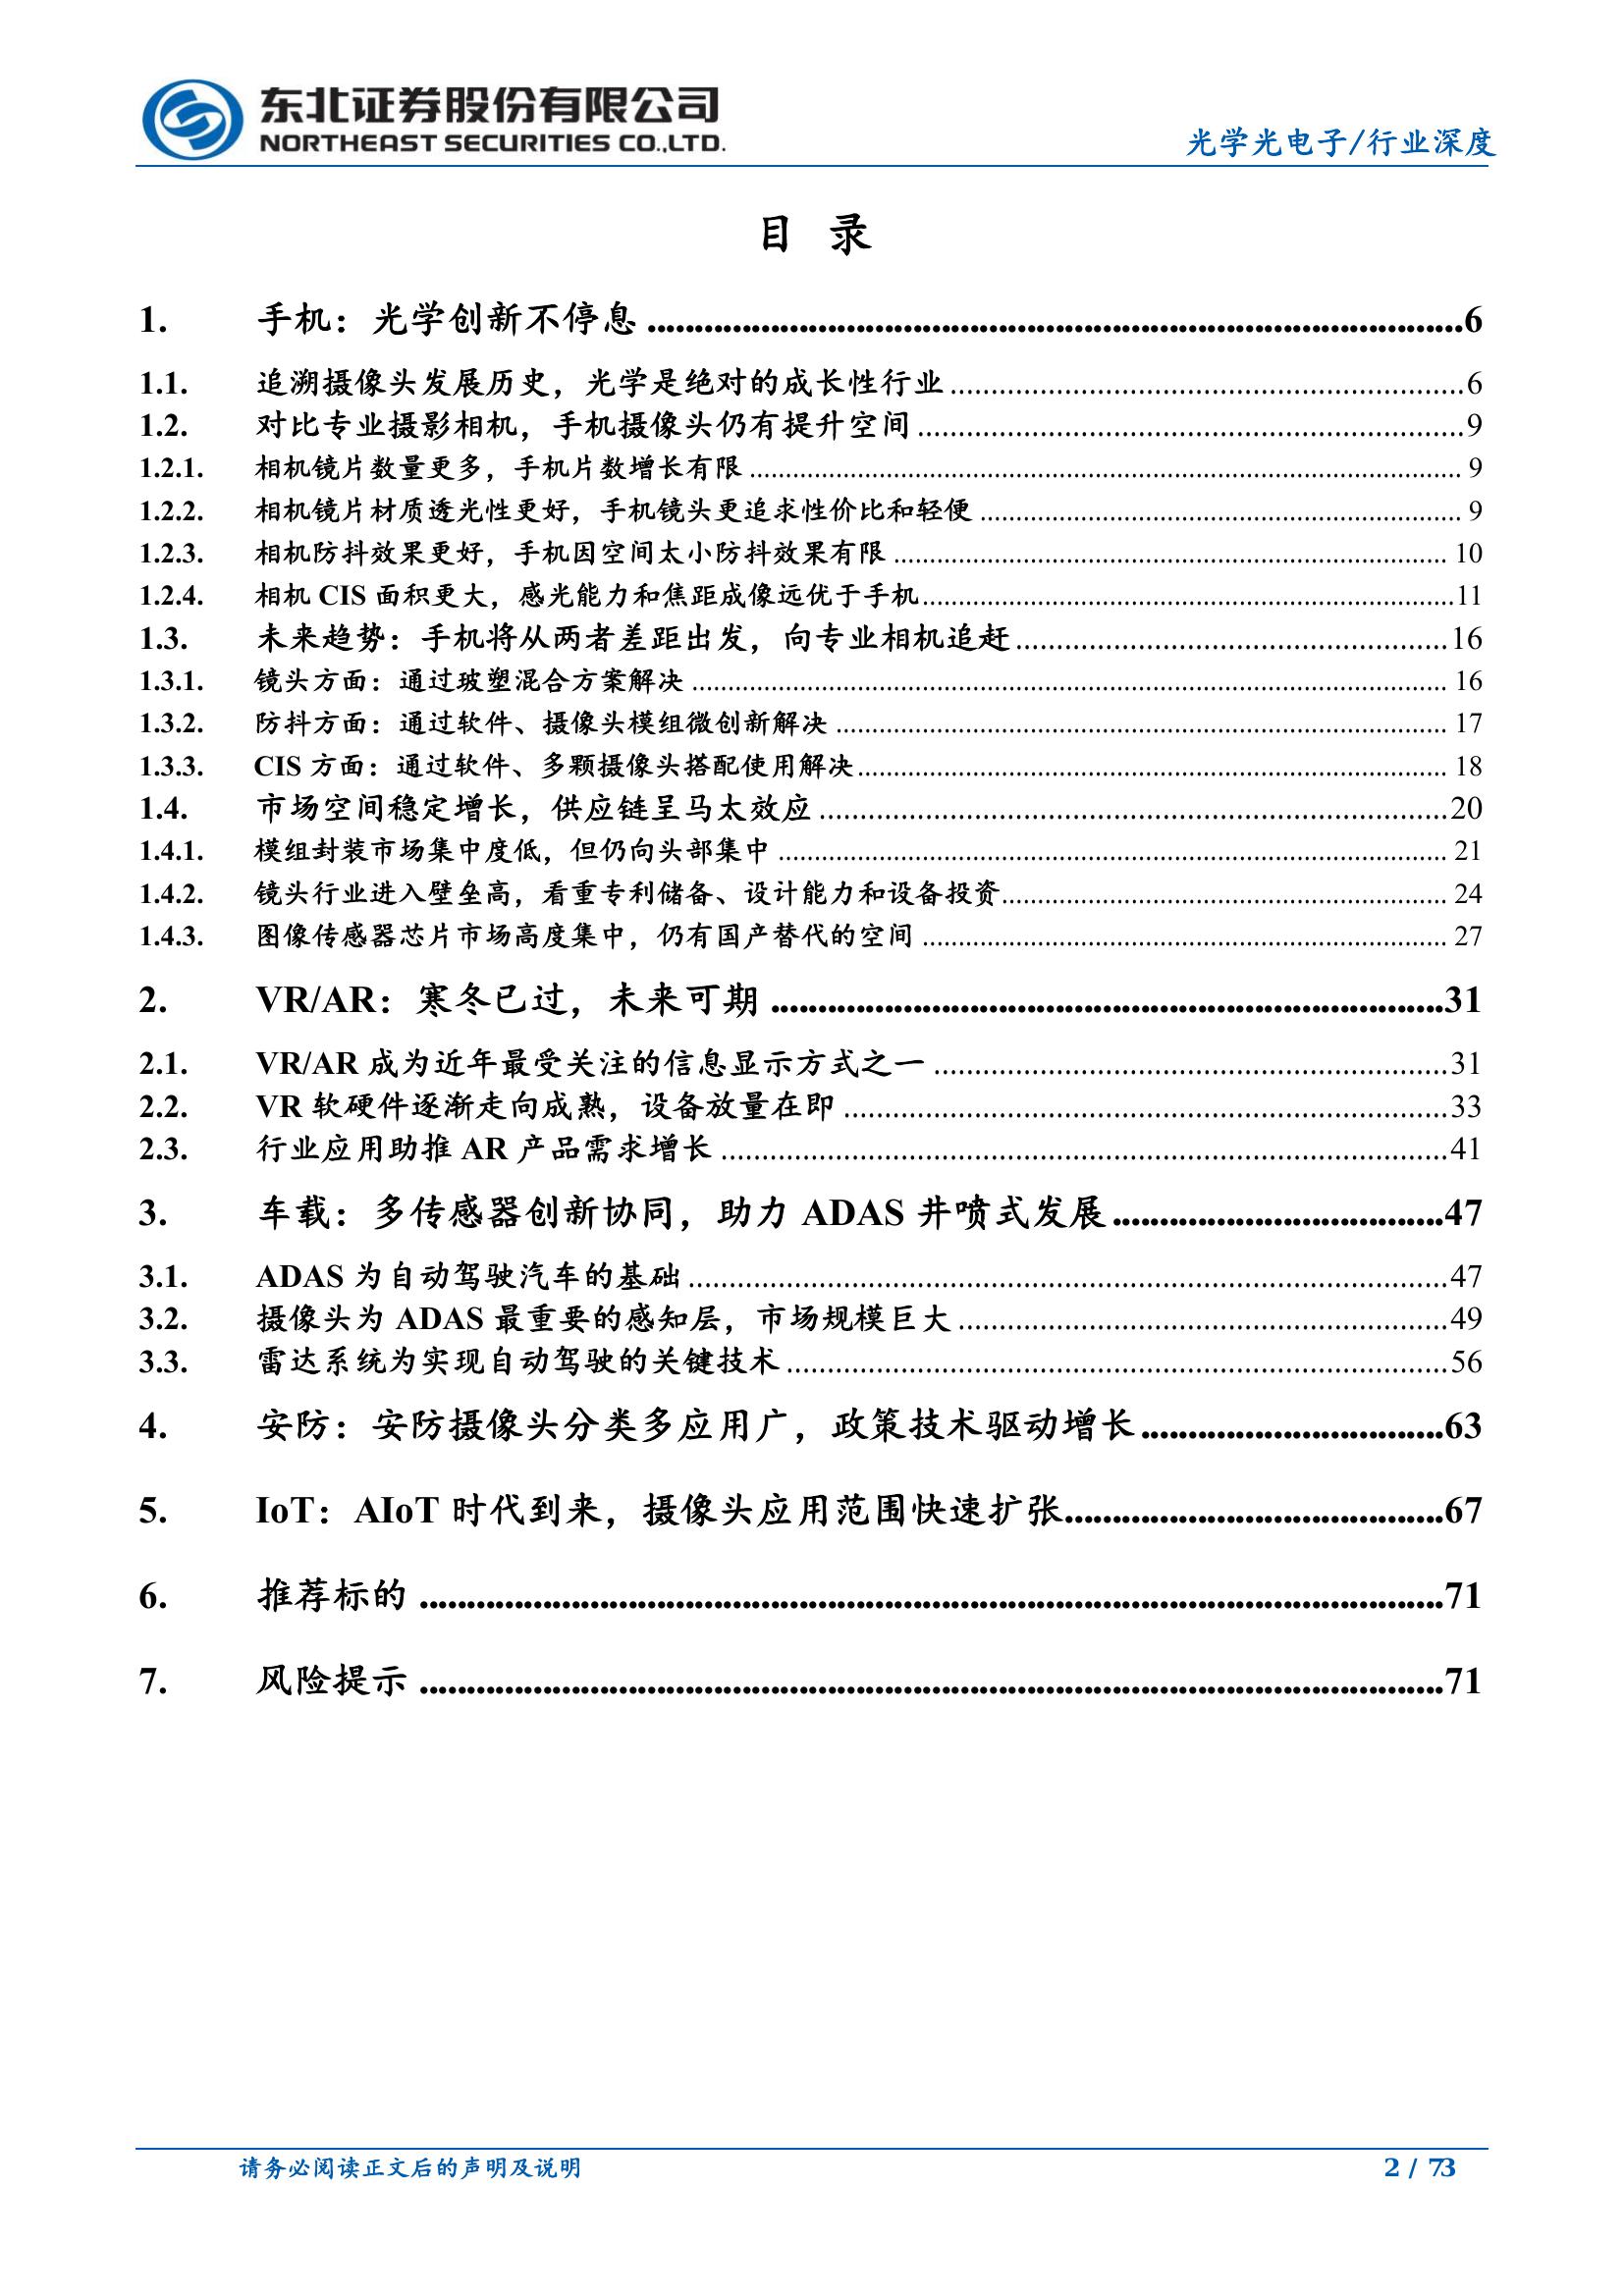 东北证券股份有限公司
NORTHEAST SECURITIES CO.,LTD.
光学光电子/行业深度
目 录
1. 手机：光学创新不停息 ........ 6
1.1. 追溯摄像头发展历史，光学是绝对的成长性行业 ........ 6
1.2. 对比专业摄影相机，手机摄像头仍有提升空间 ........ 9
1.2.1. 相机镜片数量更多，手机片数增长有限 ........ 9
1.2.2. 相机镜片材质透光性更好，手机镜头更追求性价比和轻便 ........ 9
1.2.3. 相机防抖效果更好，手机因空间太小防抖效果有限 ........ 10
1.2.4. 相机 CIS 面积更大，感光能力和焦距成像远优于手机 ........ 11
1.3. 未来趋势：手机将从两者差距出发，向专业相机追赶 ........ 16
1.3.1. 镜头方面：通过玻塑混合方案解决 ........ 16
1.3.2. 防抖方面：通过软件、摄像头模组微创新解决 ........ 17
1.3.3. CIS 方面：通过软件、多颗摄像头搭配使用解决 ........ 18
1.4. 市场空间稳定增长，供应链呈马太效应 ........ 20
1.4.1. 模组封装市场集中度低，但仍向头部集中 ........ 21
1.4.2. 镜头行业进入壁垒高，看重专利储备、设计能力和设备投资 ........ 24
1.4.3. 图像传感器芯片市场高度集中，仍有国产替代的空间 ........ 27
2. VR/AR：寒冬已过，未来可期 ........ 31
2.1. VR/AR 成为近年最受关注的信息显示方式之一 ........ 31
2.2. VR 软硬件逐渐走向成熟，设备放量在即 ........ 33
2.3. 行业应用助推 AR 产品需求增长 ........ 41
3. 车载：多传感器创新协同，助力 ADAS 井喷式发展 ........ 47
3.1. ADAS 为自动驾驶汽车的基础 ........ 47
3.2. 摄像头为 ADAS 最重要的感知层，市场规模巨大 ........ 49
3.3. 雷达系统为实现自动驾驶的关键技术 ........ 56
4. 安防：安防摄像头分类多应用广，政策技术驱动增长 ........ 63
5. IoT：AIoT 时代到来，摄像头应用范围快速扩张 ........ 67
6. 推荐标的 ........ 71
7. 风险提示 ........ 71
请务必阅读正文后的声明及说明
2 / 73